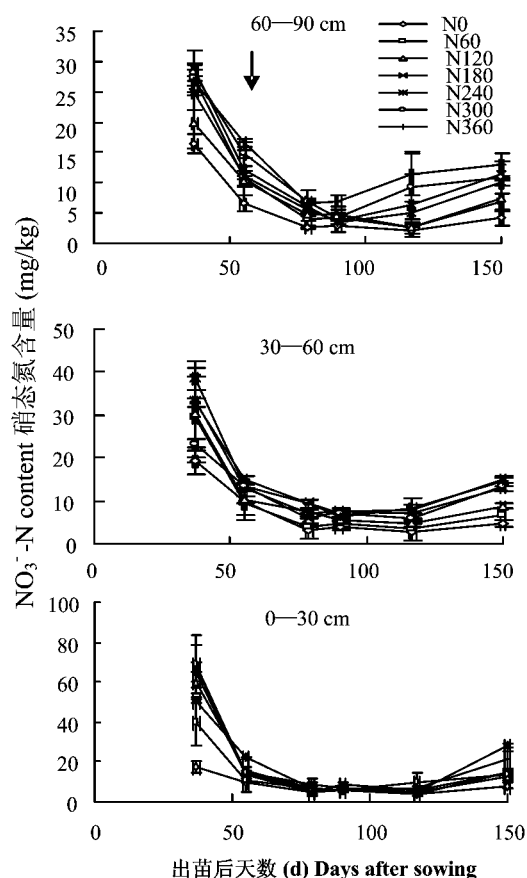 60—90 cm
N0
N60
N120
N180
N240
N300
N360
35
30
25
20
15
10
5
0
0 50 100 150
30—60 cm
50
40
30
20
10
0
0 50 100 150
0—30 cm
100
80
60
40
20
0
0 50 100 150
NO₃⁻-N content 硝态氮含量 (mg/kg)
出苗后天数 (d) Days after sowing